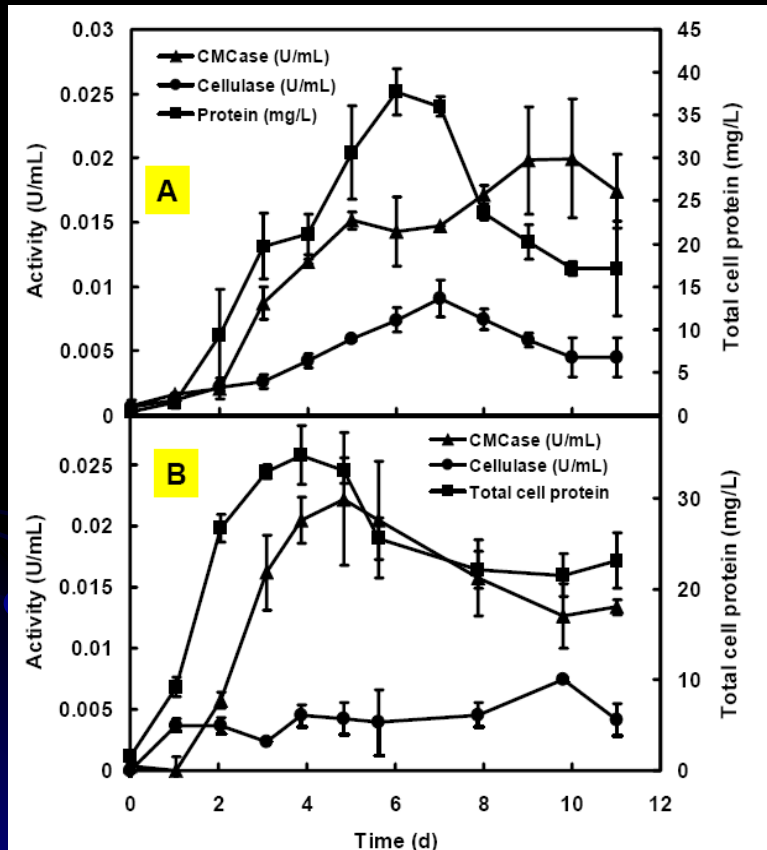 0.03
0.025
0.02
0.015
0.01
0.005
0
Activity (U/mL)
CMCase (U/mL)
Cellulase (U/mL)
Protein (mg/L)
A
45
40
35
30
25
20
15
10
5
0
Total cell protein (mg/L)
0.025
0.02
0.015
0.01
0.005
0
Activity (U/mL)
B
CMCase (U/mL)
Cellulase (U/mL)
Total cell protein
30
20
10
0
Total cell protein (mg/L)
0 2 4 6 8 10 12
Time (d)